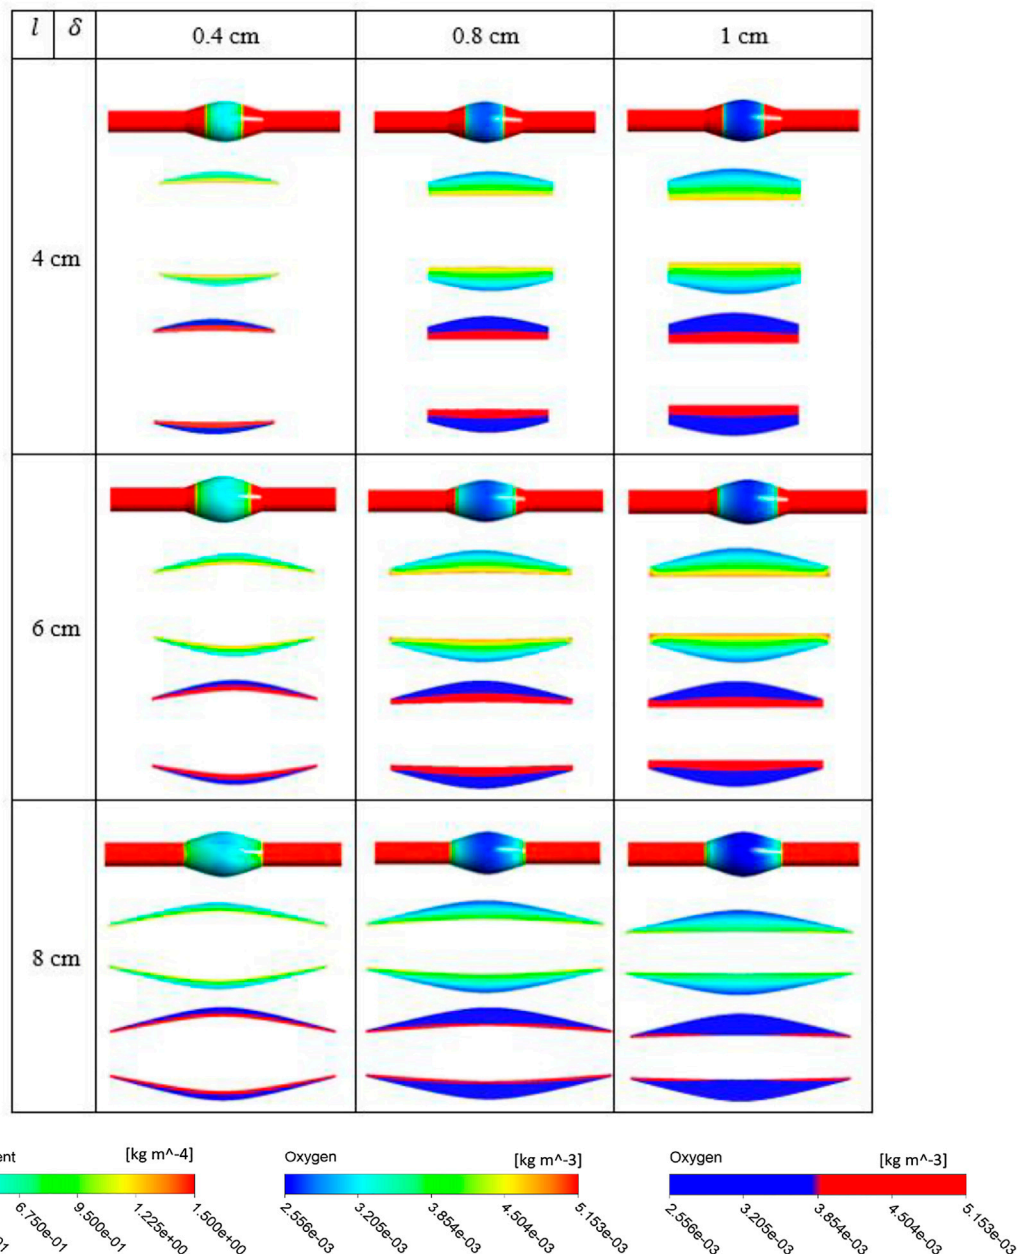 l δ 0.4 cm 0.8 cm 1 cm
4 cm
6 cm
8 cm
ent [kg m^-4]
01 6.750e-01 9.500e-01 1.225e+00 1.500e+00
Oxygen [kg m^-3]
2.556e-03 3.205e-03 3.854e-03 4.504e-03 5.153e-03
Oxygen [kg m^-3]
2.556e-03 3.205e-03 3.854e-03 4.504e-03 5.153e-03